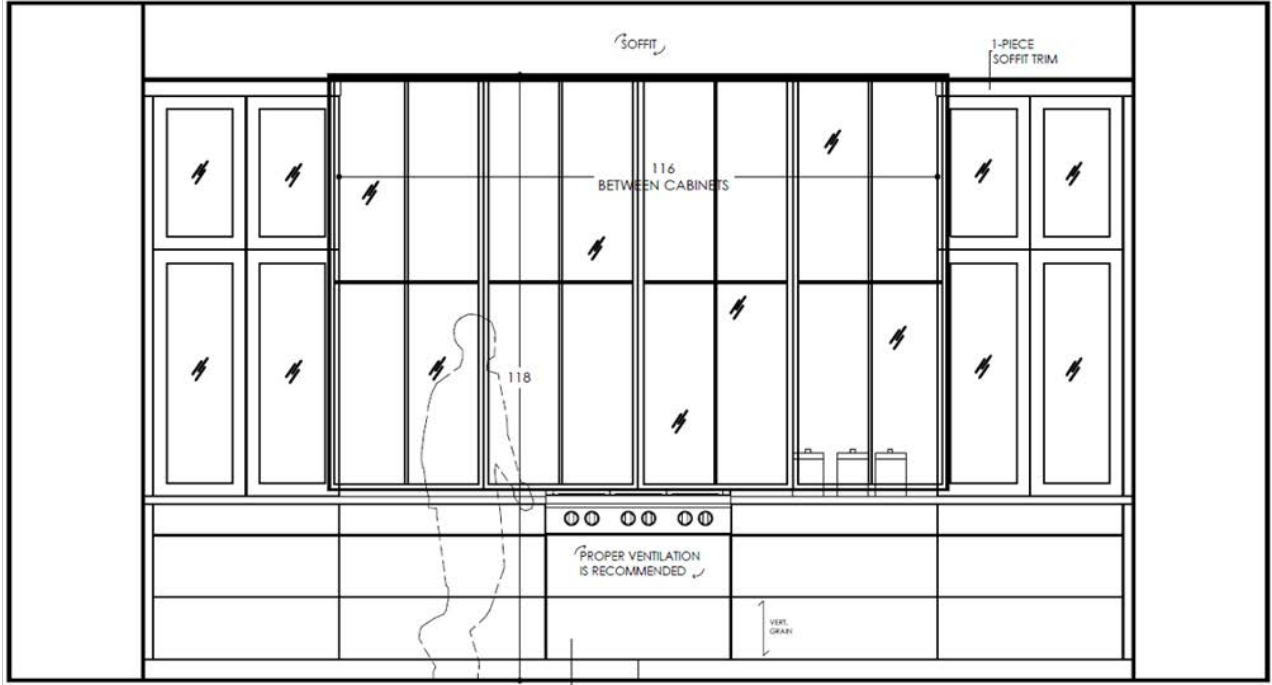 SOFFIT
1-PIECE
SOFFIT TRIM
116
BETWEEN CABINETS
118
PROPER VENTILATION
IS RECOMMENDED
VERT.
GRAIN